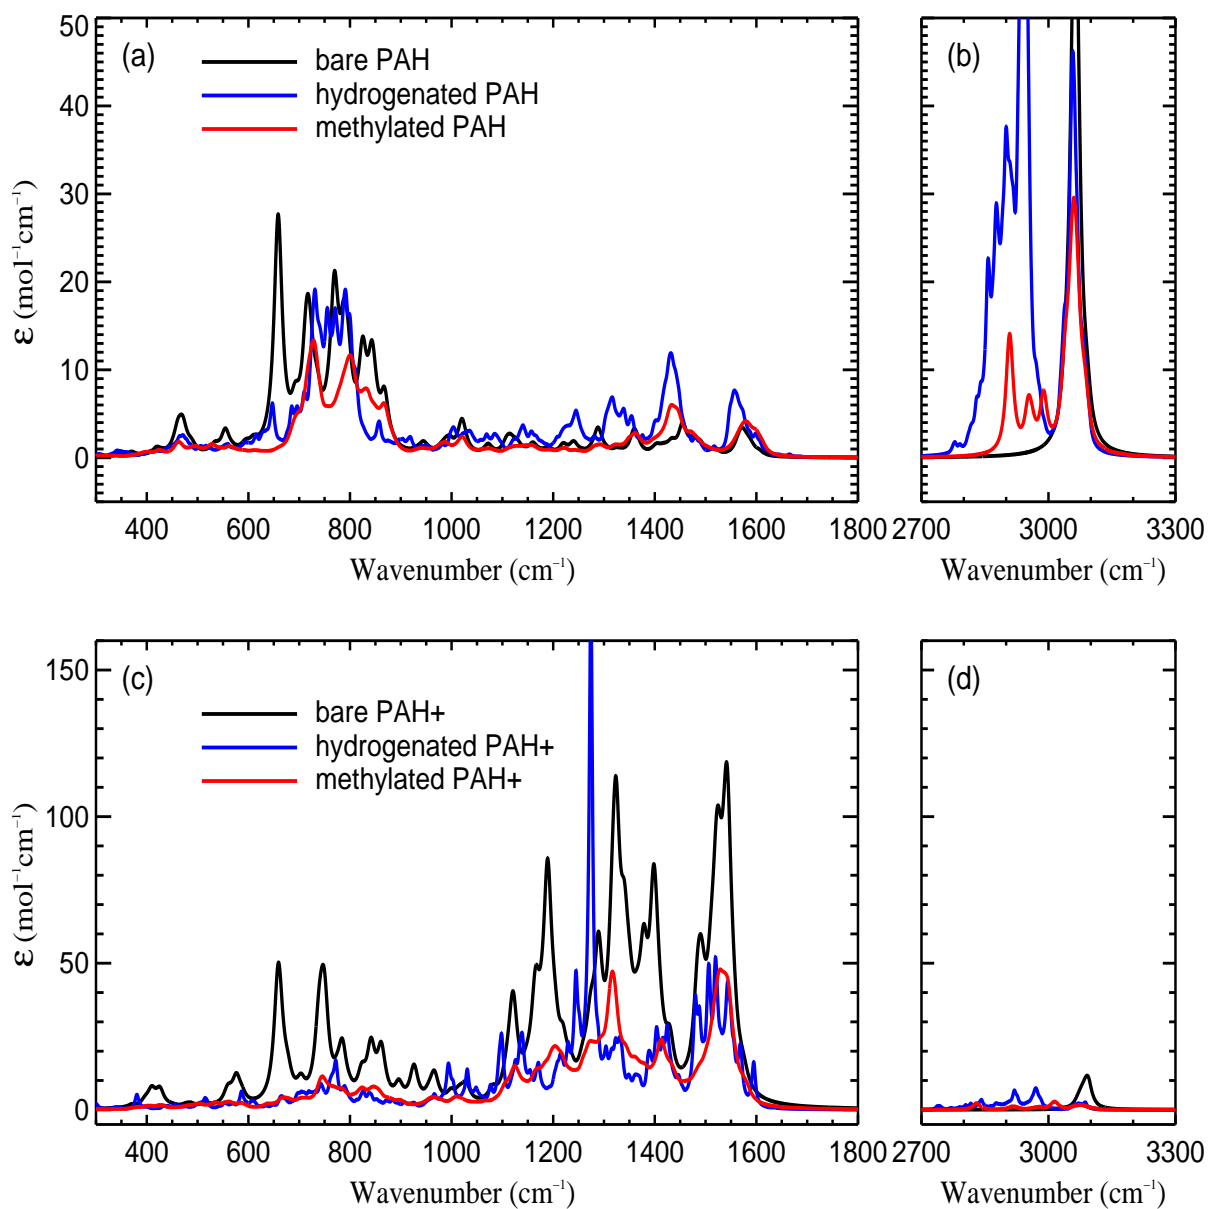 (a)
bare PAH
hydrogenated PAH
methylated PAH
50
40
30
20
10
0
ε (mol⁻¹cm⁻¹)
400 600 800 1000 1200 1400 1600 1800
Wavenumber (cm⁻¹)
(b)
2700 3000 3300
Wavenumber (cm⁻¹)
(c)
bare PAH+
hydrogenated PAH+
methylated PAH+
150
100
50
0
ε (mol⁻¹cm⁻¹)
400 600 800 1000 1200 1400 1600 1800
Wavenumber (cm⁻¹)
(d)
2700 3000 3300
Wavenumber (cm⁻¹)